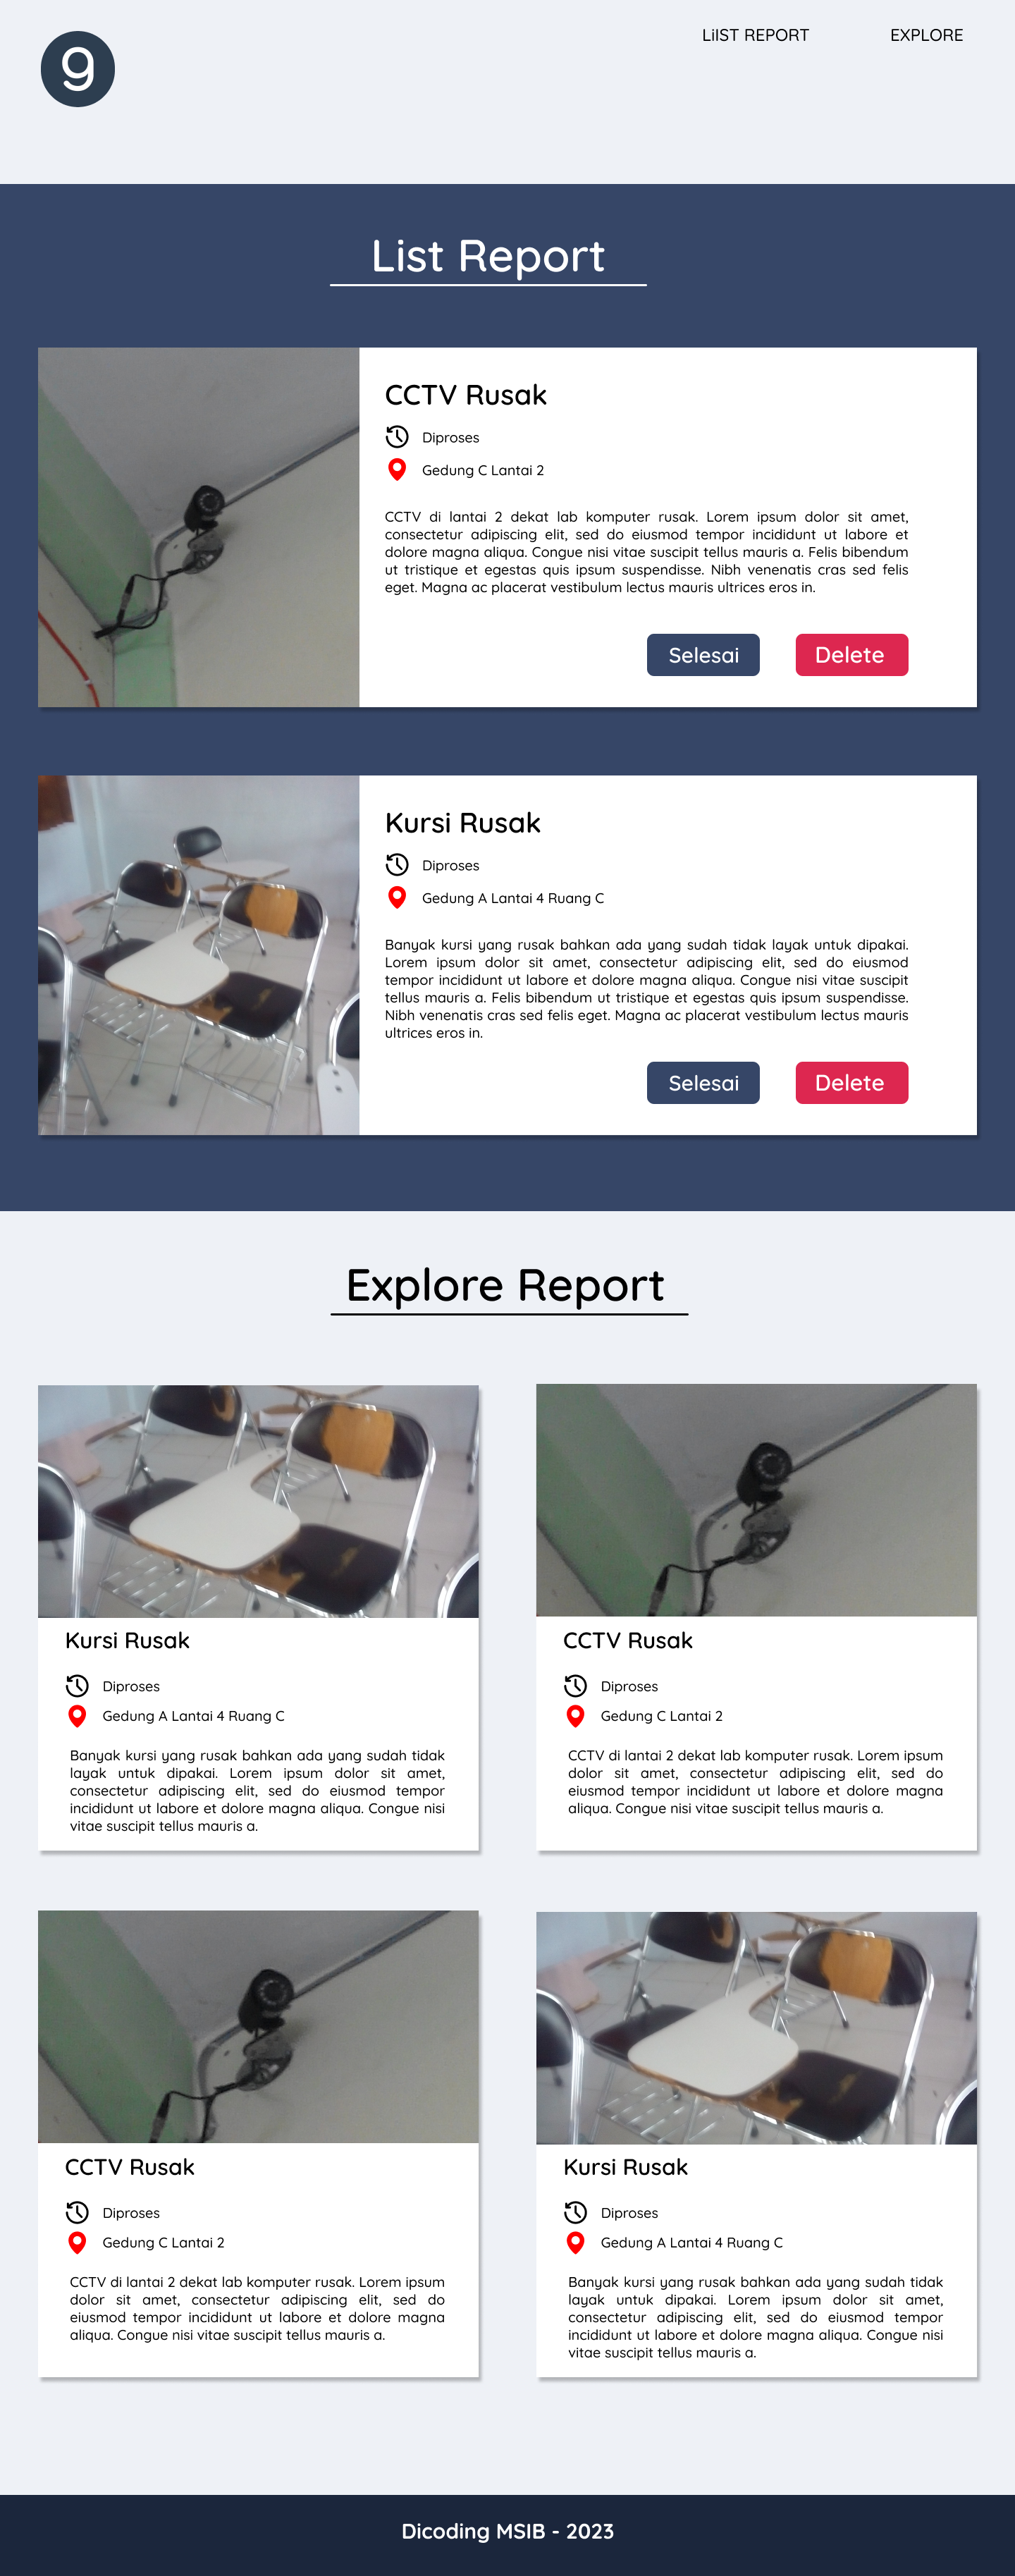 9
LiIST REPORT
EXPLORE
List Report
CCTV Rusak
Diproses
Gedung C Lantai 2
CCTV di lantai 2 dekat lab komputer rusak. Lorem ipsum dolor sit amet,
consectetur adipiscing elit, sed do eiusmod tempor incididunt ut labore et
dolore magna aliqua. Congue nisi vitae suscipit tellus mauris a. Felis bibendum
ut tristique et egestas quis ipsum suspendisse. Nibh venenatis cras sed felis
eget. Magna ac placerat vestibulum lectus mauris ultrices eros in.
Selesai
Delete
Kursi Rusak
Diproses
Gedung A Lantai 4 Ruang C
Banyak kursi yang rusak bahkan ada yang sudah tidak layak untuk dipakai.
Lorem ipsum dolor sit amet, consectetur adipiscing elit, sed do eiusmod
tempor incididunt ut labore et dolore magna aliqua. Congue nisi vitae suscipit
tellus mauris a. Felis bibendum ut tristique et egestas quis ipsum suspendisse.
Nibh venenatis cras sed felis eget. Magna ac placerat vestibulum lectus mauris
ultrices eros in.
Selesai
Delete
Explore Report
Kursi Rusak
Diproses
Gedung A Lantai 4 Ruang C
Banyak kursi yang rusak bahkan ada yang sudah tidak
layak untuk dipakai. Lorem ipsum dolor sit amet,
consectetur adipiscing elit, sed do eiusmod tempor
incididunt ut labore et dolore magna aliqua. Congue nisi
vitae suscipit tellus mauris a.
CCTV Rusak
Diproses
Gedung C Lantai 2
CCTV di lantai 2 dekat lab komputer rusak. Lorem ipsum
dolor sit amet, consectetur adipiscing elit, sed do
eiusmod tempor incididunt ut labore et dolore magna
aliqua. Congue nisi vitae suscipit tellus mauris a.
CCTV Rusak
Diproses
Gedung C Lantai 2
CCTV di lantai 2 dekat lab komputer rusak. Lorem ipsum
dolor sit amet, consectetur adipiscing elit, sed do
eiusmod tempor incididunt ut labore et dolore magna
aliqua. Congue nisi vitae suscipit tellus mauris a.
Kursi Rusak
Diproses
Gedung A Lantai 4 Ruang C
Banyak kursi yang rusak bahkan ada yang sudah tidak
layak untuk dipakai. Lorem ipsum dolor sit amet,
consectetur adipiscing elit, sed do eiusmod tempor
incididunt ut labore et dolore magna aliqua. Congue nisi
vitae suscipit tellus mauris a.
Dicoding MSIB - 2023